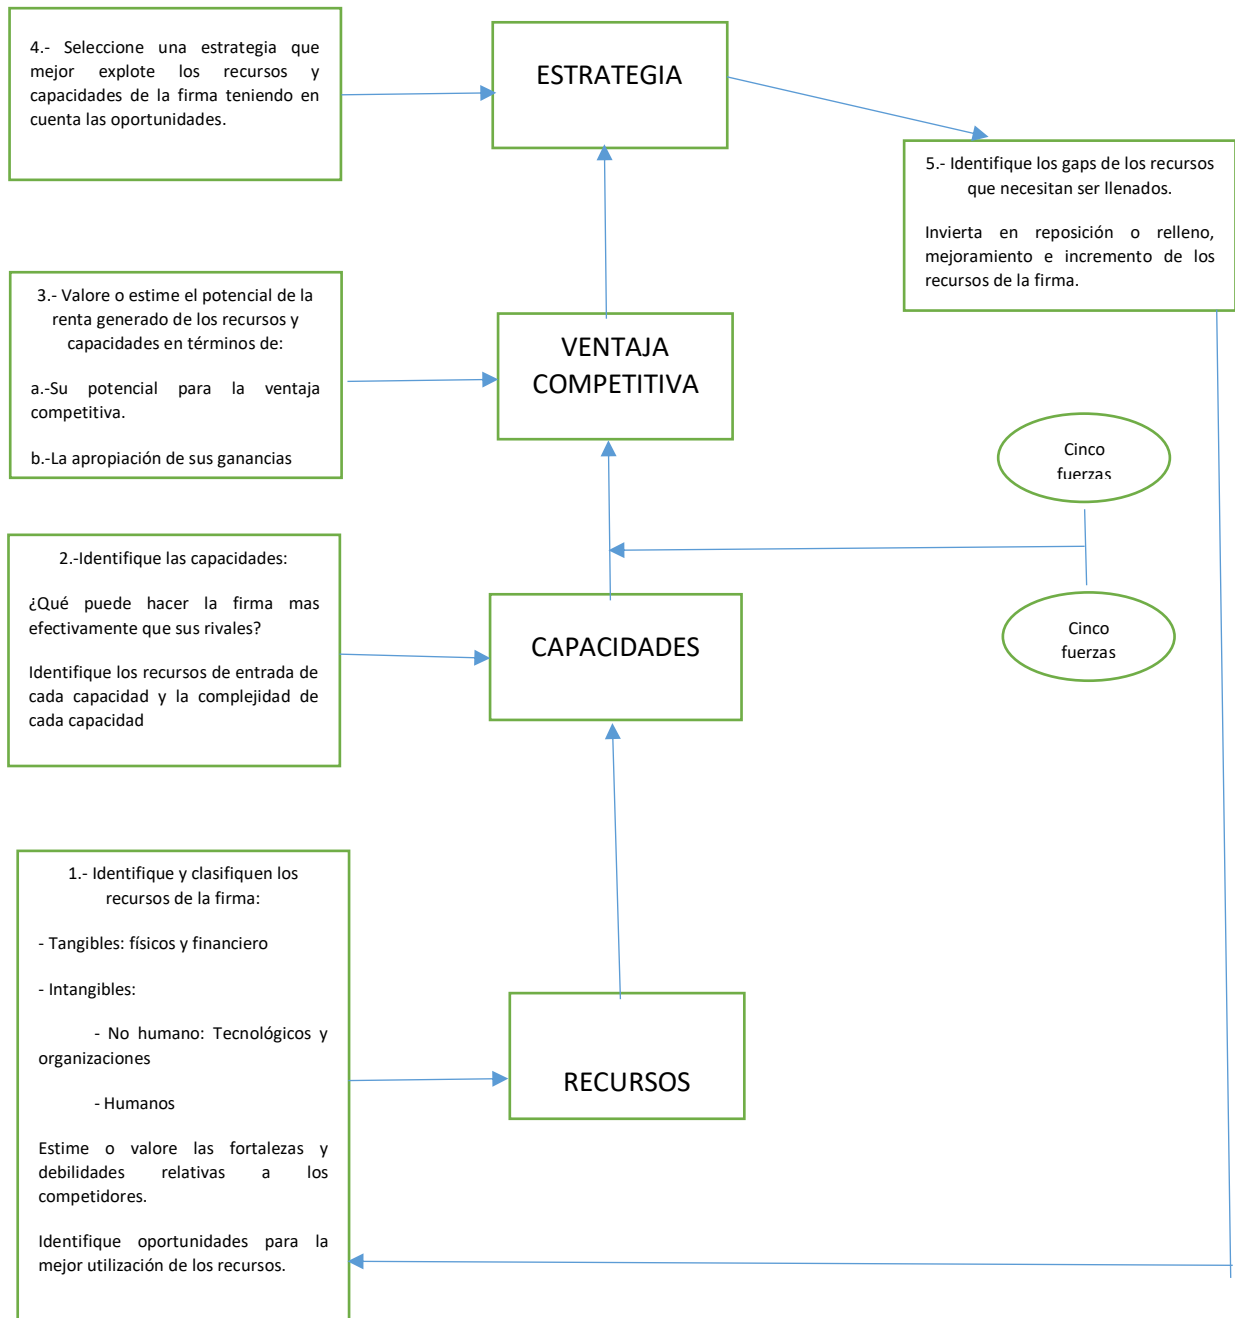 4.- Seleccione una estrategia que
mejor explote los recursos y
capacidades de la firma teniendo en
cuenta las oportunidades.
ESTRATEGIA
5.- Identifique los gaps de los recursos
que necesitan ser llenados.
Invierta en reposición o relleno,
mejoramiento e incremento de los
recursos de la firma.
3.- Valore o estime el potencial de la
renta generado de los recursos y
capacidades en términos de:
a.-Su potencial para la ventaja
competitiva.
b.-La apropiación de sus ganancias
VENTAJA
COMPETITIVA
Cinco
fuerzas
2.-Identifique las capacidades:
¿Qué puede hacer la firma mas
efectivamente que sus rivales?
Identifique los recursos de entrada de
cada capacidad y la complejidad de
cada capacidad
CAPACIDADES
Cinco
fuerzas
1.- Identifique y clasifiquen los
recursos de la firma:
- Tangibles: físicos y financiero
- Intangibles:
- No humano: Tecnológicos y
organizaciones
- Humanos
Estime o valore las fortalezas y
debilidades relativas a los
competidores.
Identifique oportunidades para la
mejor utilización de los recursos.
RECURSOS